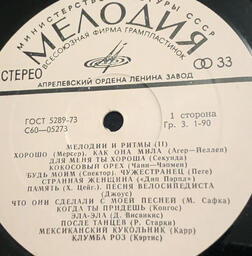 МИНИСТЕРСТВО КУЛЬТУРЫ СССР
МЕЛОДИЯ
ВСЕСОЮЗНАЯ ФИРМА ГРАМПЛАСТИНОК
СТЕРЕО
33
АПРЕЛЕВСКИЙ ОРДЕНА ЛЕНИНА ЗАВОД
ГОСТ 5289-73
С60—05273
1 сторона
Гр. 3. 1-90
МЕЛОДИИ И РИТМЫ (II)
ХОРОШО (Мерсер). КАК ОНА МИЛА (Агер—Йеллен)
ДЛЯ МЕНЯ ТЫ ХОРОША (Секунда)
КОКОСОВЫЙ ОРЕХ (Чани—Чапмен)
БУДЬ МОИМ (Спектор). ЧУЖЕСТРАНЕЦ (Пеге)
СТРАННАЯ ЖЕНЩИНА («Дип Парпл»)
ПАМЯТЬ (Х. Цейг). ПЕСНЯ ВЕЛОСИПЕДИСТА
(Джоус)
ЧТО ОНИ СДЕЛАЛИ С МОЕЙ ПЕСНЕЙ (М. Сафка)
КОГДА ТЫ ПРИДЕШЬ (Конгос)
ЭЛА-ЭЛА (Д. Висвикис)
ПОСЛЕ ТАНЦЕВ (Р. Старки)
МЕКСИКАНСКИЙ КУКОЛЬНИК (Карр)
КЛУМБА РОЗ (Кэртис)